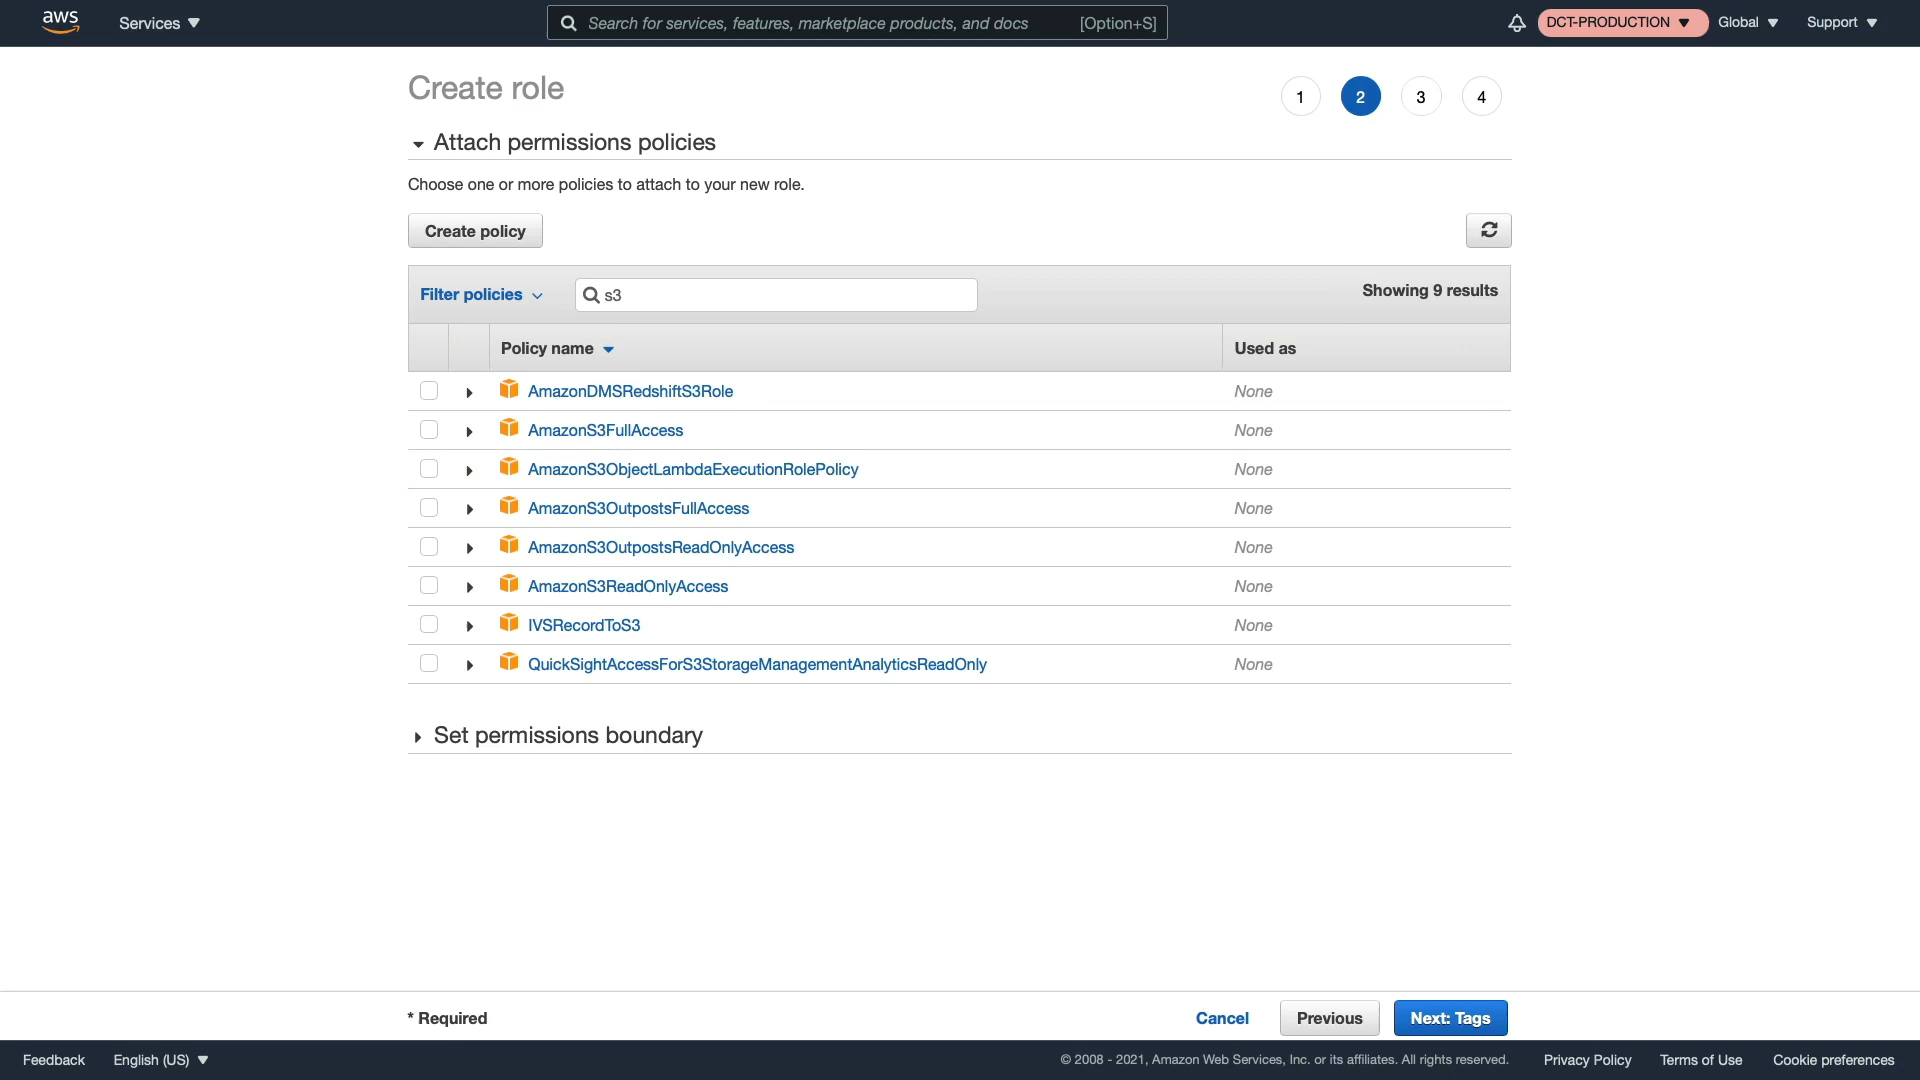 aws
Services
Search for services, features, marketplace products, and docs [Option+S]
DCT-PRODUCTION
Global
Support
Create role
1 2 3 4
Attach permissions policies
Choose one or more policies to attach to your new role.
Create policy
Filter policies
s3
Showing 9 results
Policy name Used as
AmazonDMSRedshiftS3Role None
AmazonS3FullAccess None
AmazonS3ObjectLambdaExecutionRolePolicy None
AmazonS3OutpostsFullAccess None
AmazonS3OutpostsReadOnlyAccess None
AmazonS3ReadOnlyAccess None
IVSRecordToS3 None
QuickSightAccessForS3StorageManagementAnalyticsReadOnly None
Set permissions boundary
* Required
Cancel
Previous
Next: Tags
Feedback
English (US)
© 2008 - 2021, Amazon Web Services, Inc. or its affiliates. All rights reserved.
Privacy Policy
Terms of Use
Cookie preferences